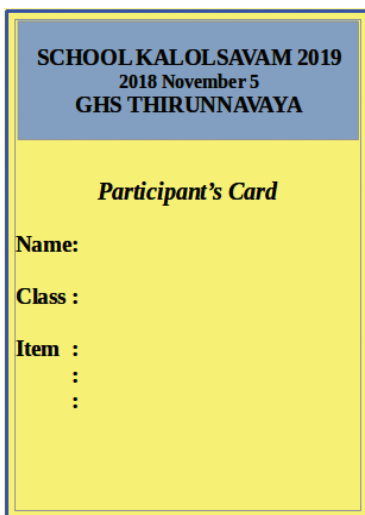 SCHOOL KALOLSAVAM 2019
2018 November 5
GHS THIRUNNAVAYA
Participant’s Card
Name:
Class :
Item :
:
: